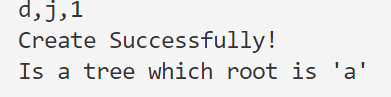 d,j,1
Create Successfully!
Is a tree which root is 'a'